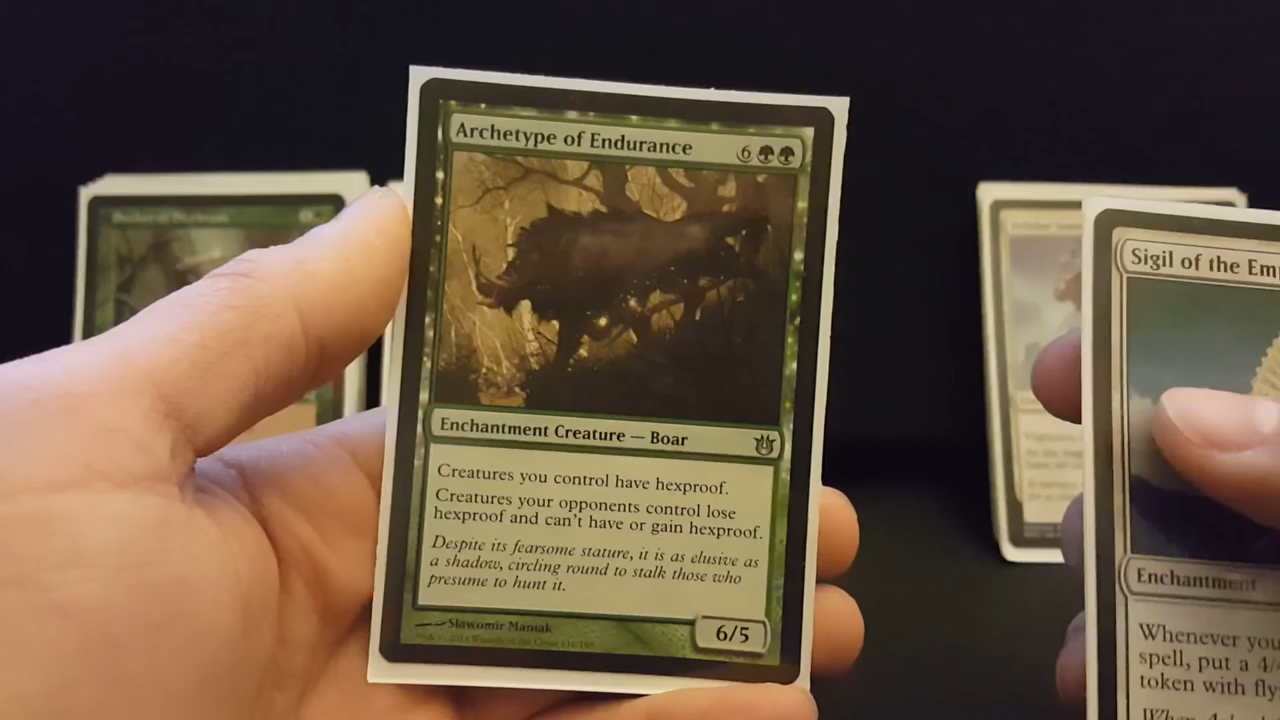 Archetype of Endurance
6
Enchantment Creature — Boar
Creatures you control have hexproof.
Creatures your opponents control lose
hexproof and can't have or gain hexproof.
Despite its fearsome stature, it is as elusive as
a shadow, circling round to stalk those who
presume to hunt it.
Slawomir Maniak
6/5
Sigil of the Emp
Enchantment
Whenever you
spell, put a 4/
token with fly